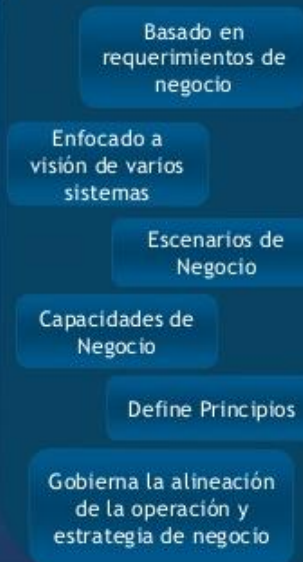 Basado en
requerimientos de
negocio
Enfocado a
visión de varios
sistemas
Escenarios de
Negocio
Capacidades de
Negocio
Define Principios
Gobierna la alineación
de la operación y
estrategia de negocio